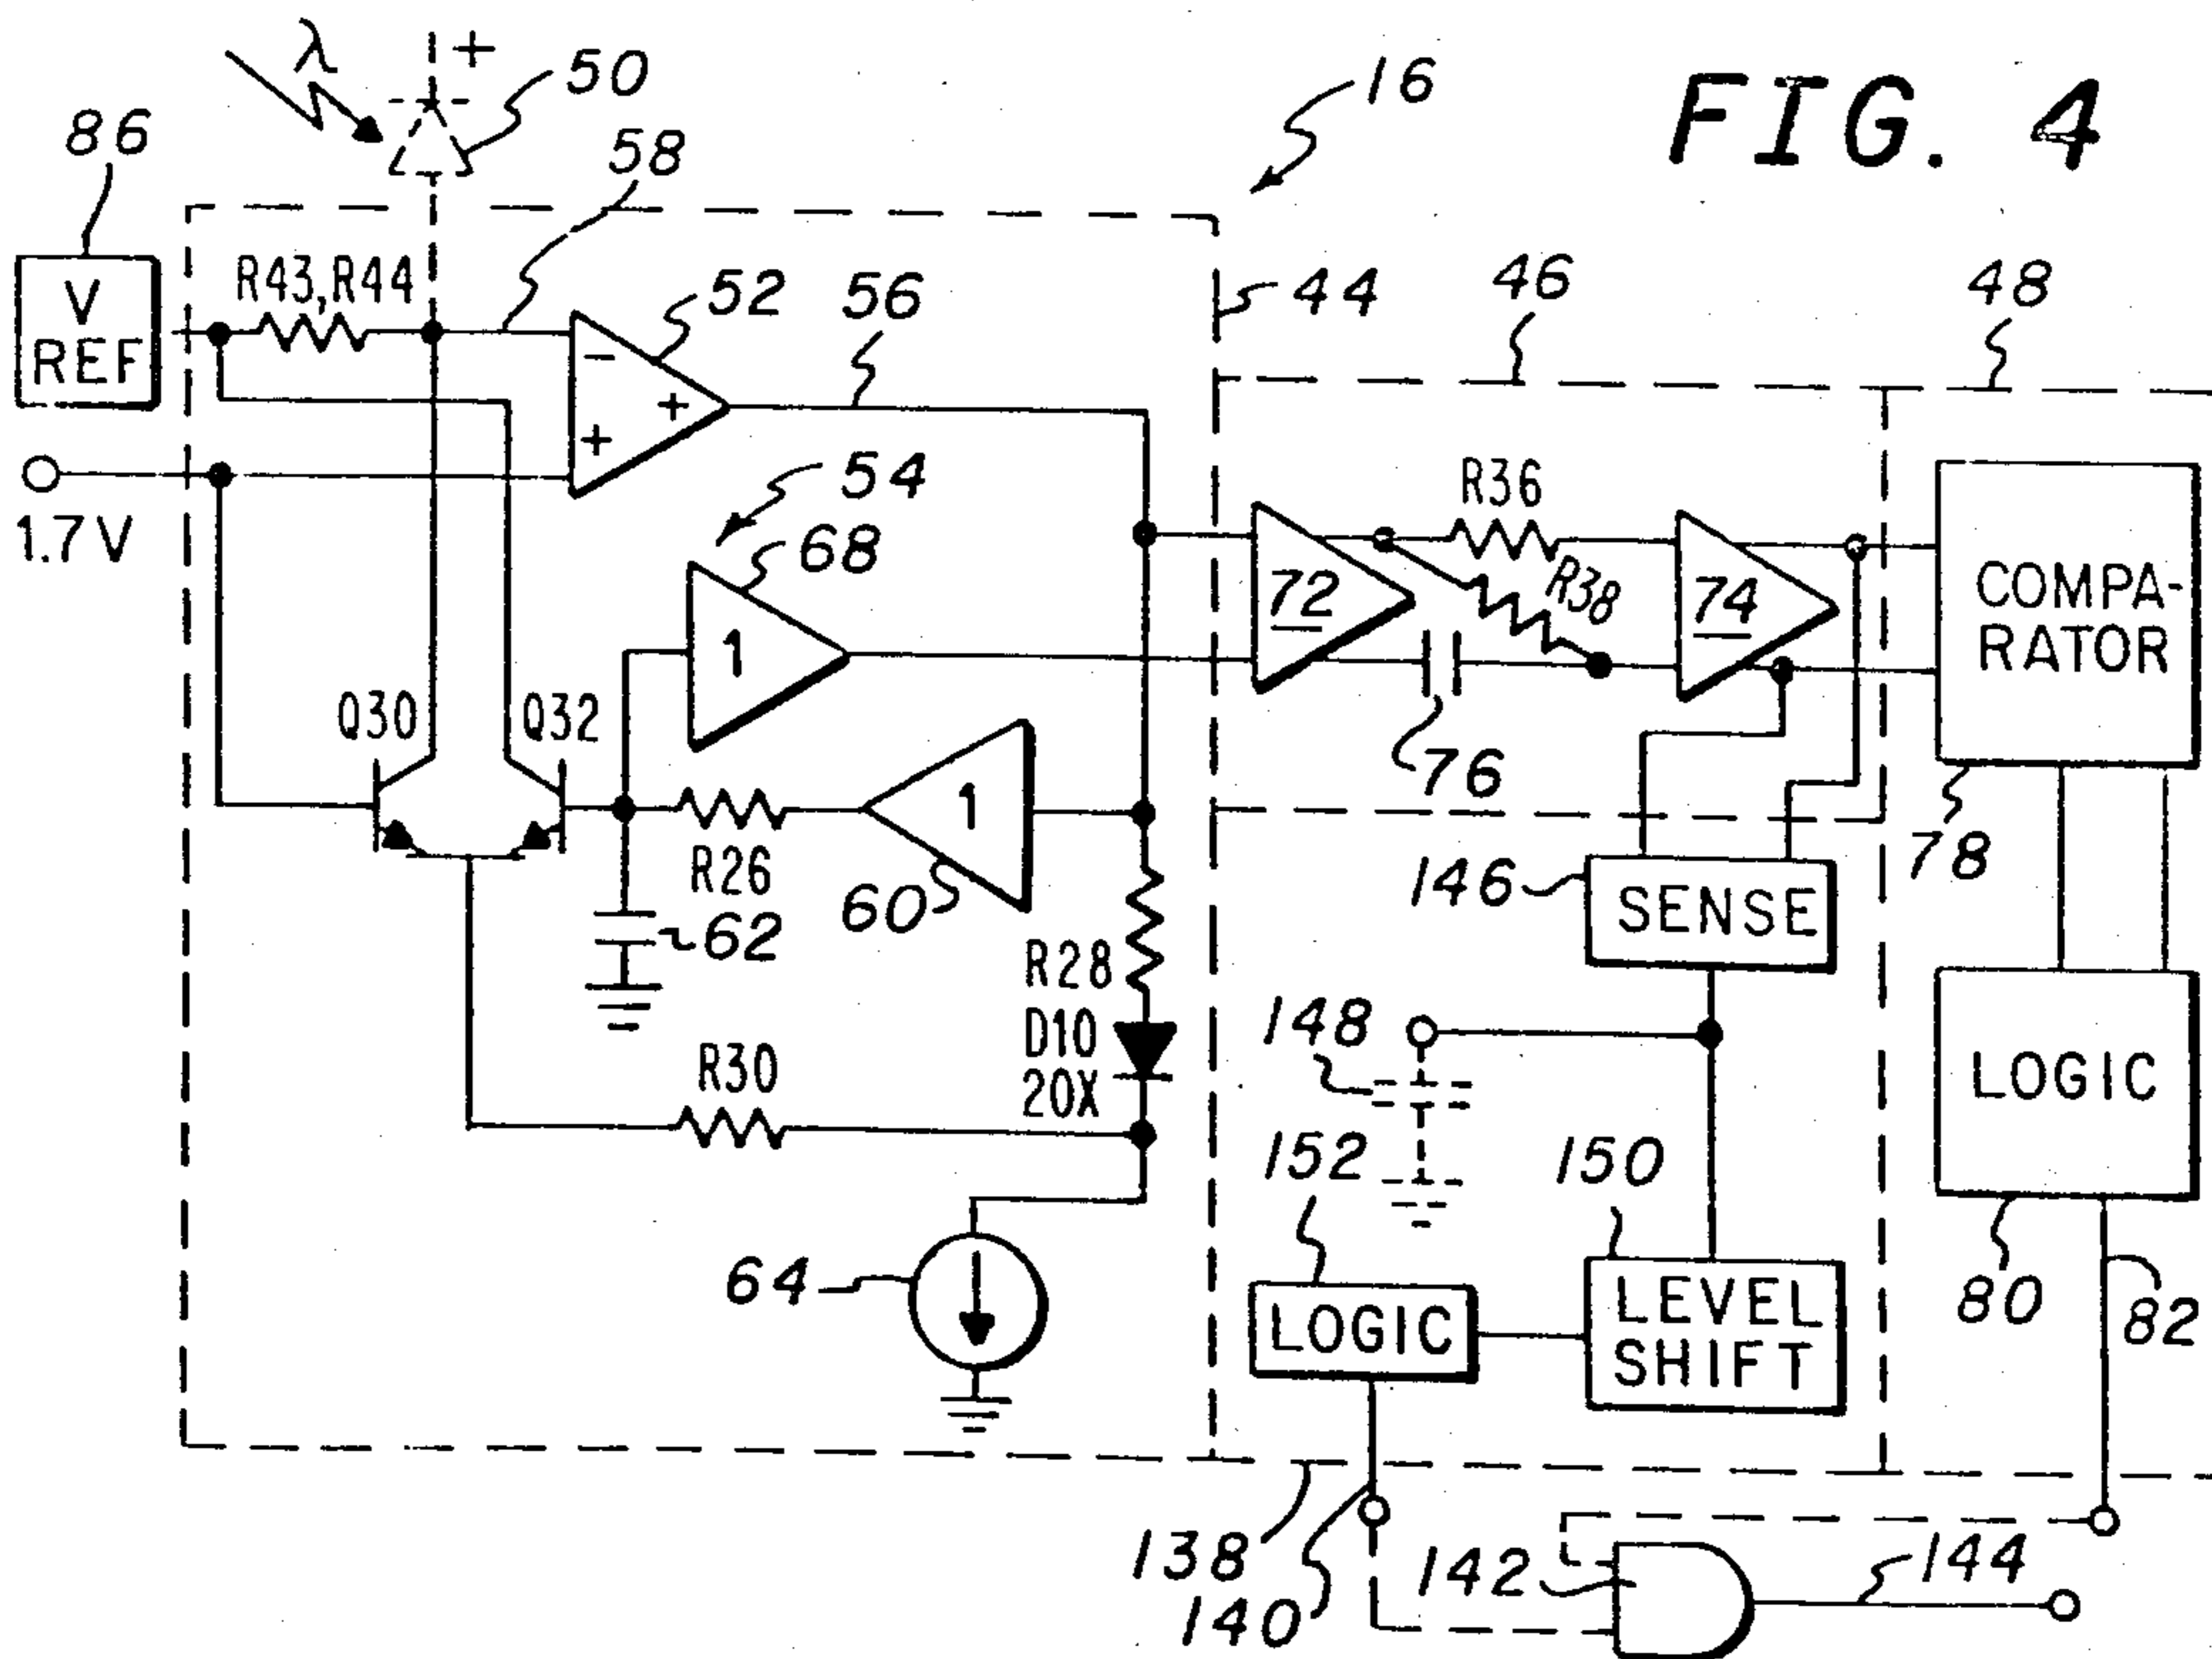 FIG. 4
λ
+
50
16
86
58
V
REF
R43,R44
52
56
44
46
48
−
+
+
1.7V
54
68
1
R36
72
R38
74
COMPA-
RATOR
Q30
Q32
76
78
R26
1
60
62
146
SENSE
R28
D10
20X
R30
148
LOGIC
152
150
64
LOGIC
LEVEL
SHIFT
80
82
138
140
142
144